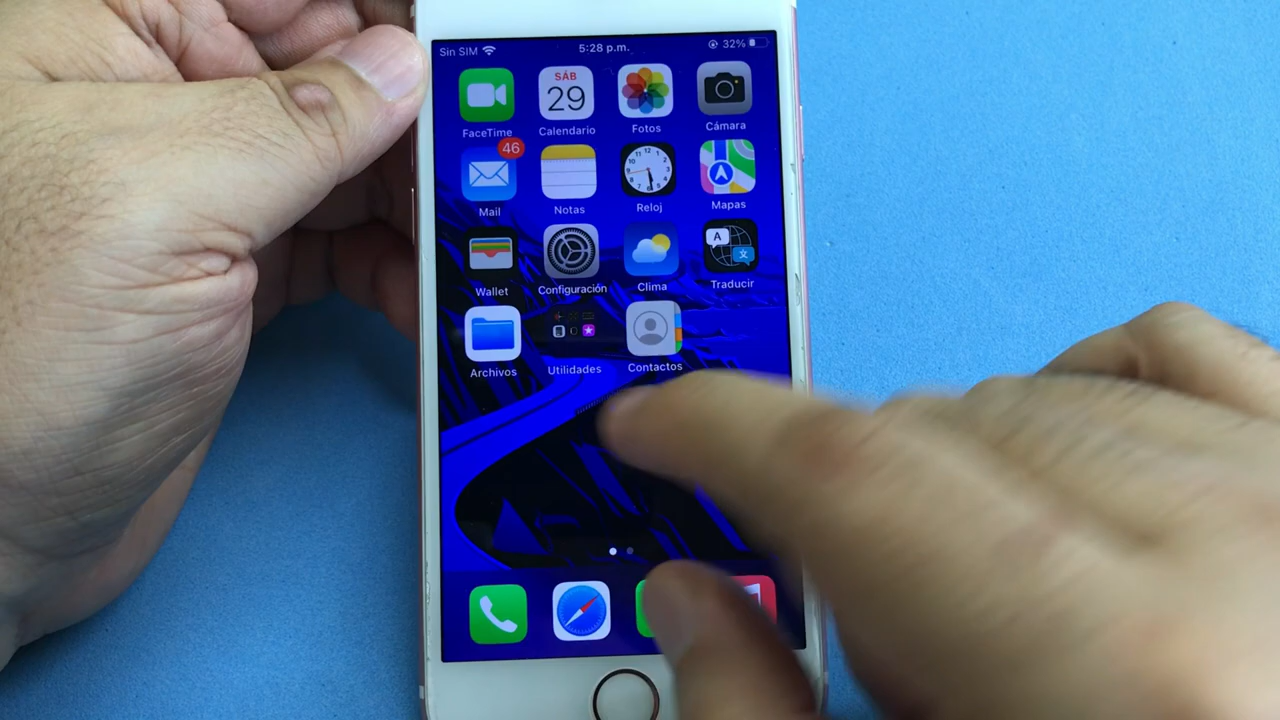 Sin SIM 5:28 p.m. 32%
SÁB
29
FaceTime Calendario Fotos Cámara
46
Mail Notas Reloj Mapas
A
文
Wallet Configuración Clima Traducir
Archivos Utilidades Contactos